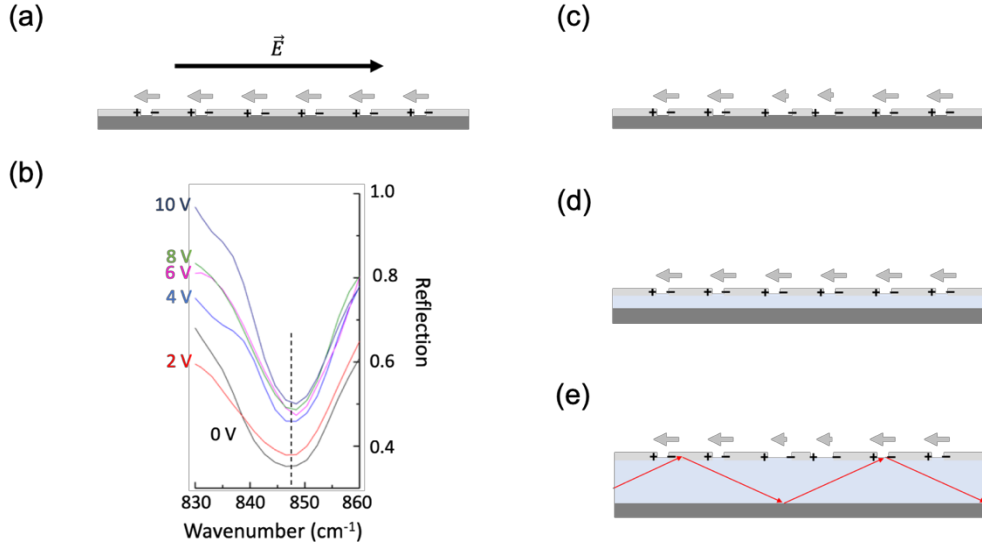 (a)
E
+ - + - + - + - + - + -
(b)
10 V
8 V
6 V
4 V
2 V
0 V
1.0
0.8
0.6
0.4
Reflection
830 840 850 860
Wavenumber (cm⁻¹)
(c)
+ - + - + - + - + - + -
(d)
+ - + - + - + - + - + -
(e)
+ - + - + - + - + - + -